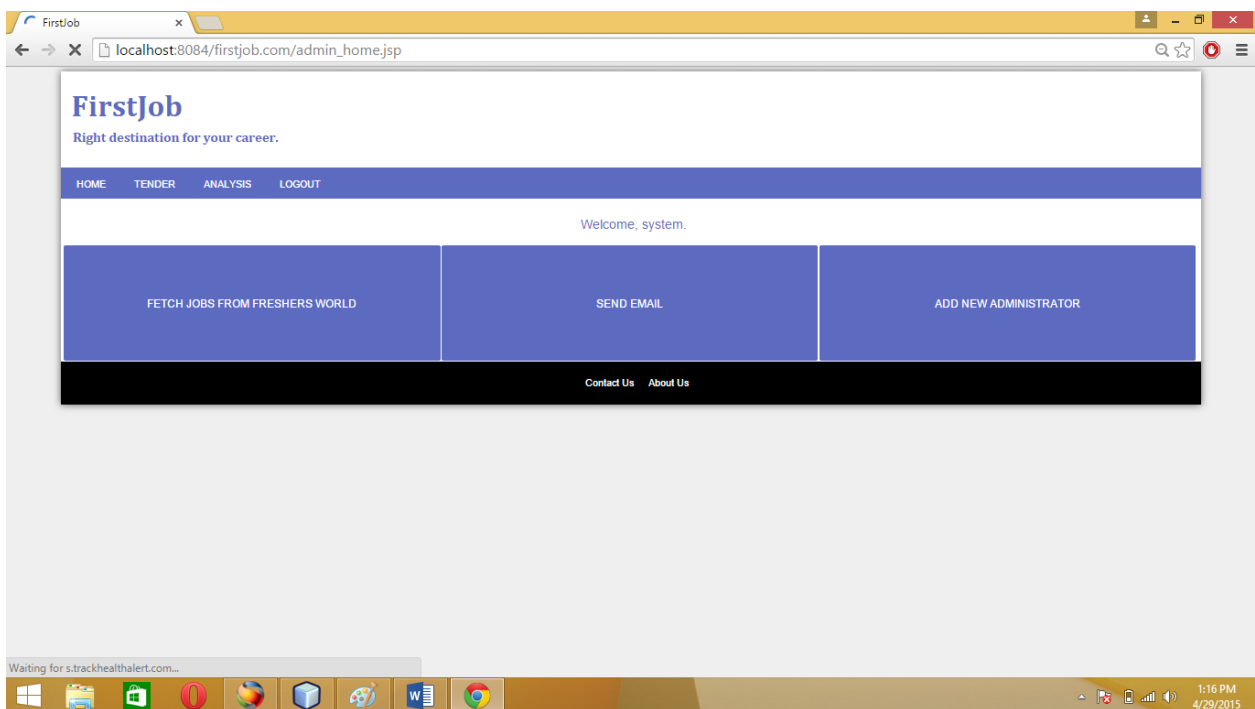 FirstJob
localhost:8084/firstjob.com/admin_home.jsp
FirstJob
Right destination for your career.
HOME TENDER ANALYSIS LOGOUT
Welcome, system.
FETCH JOBS FROM FRESHERS WORLD SEND EMAIL ADD NEW ADMINISTRATOR
Contact Us About Us
Waiting for s.trackhealthalert.com...
1:16 PM
4/29/2015